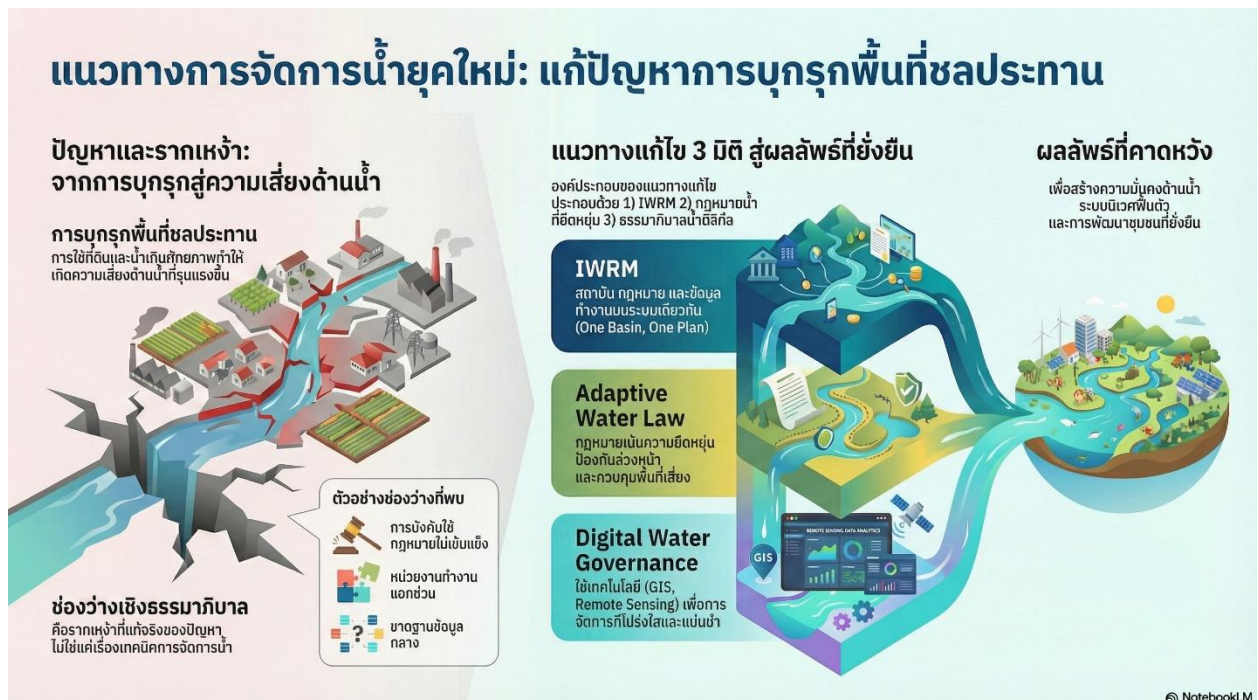 แนวทางการจัดการน้ำยุคใหม่: แก้ปัญหาการบุกรุกพื้นที่ชลประทาน
ปัญหาและรากเหง้า:
จากการบุกรุกสู่ความเสี่ยงด้านน้ำ
การบุกรุกพื้นที่ชลประทาน
การใช้ที่ดินและน้ำเกินศักยภาพทำให้
เกิดความเสี่ยงด้านน้ำที่รุนแรงขึ้น
ตัวอย่างช่องว่างที่พบ
การบังคับใช้
กฎหมายไม่เข้มแข็ง
หน่วยงานทำงาน
แยกส่วน
?
ขาดฐานข้อมูล
กลาง
ช่องว่างเชิงธรรมาภิบาล
คือรากเหง้าที่แท้จริงของปัญหา
ไม่ใช่แค่เรื่องเทคนิคการจัดการน้ำ
แนวทางแก้ไข 3 มิติ สู่ผลลัพธ์ที่ยั่งยืน
องค์ประกอบของแนวทางแก้ไข
ประกอบด้วย 1) IWRM 2) กฎหมายน้ำ
ที่ยืดหยุ่น 3) ธรรมาภิบาลน้ำดิจิทัล
IWRM
สถาบัน กฎหมาย และข้อมูล
ทำงานบนระบบเดียวกัน
(One Basin, One Plan)
Adaptive
Water Law
กฎหมายเน้นความยืดหยุ่น
ป้องกันล่วงหน้า
และควบคุมพื้นที่เสี่ยง
Digital Water
Governance
ใช้เทคโนโลยี (GIS,
Remote Sensing) เพื่อการ
จัดการที่โปร่งใสและแม่นยำ
GIS
REMOTE SENSING DATA ANALYTICS
ผลลัพธ์ที่คาดหวัง
เพื่อสร้างความมั่นคงด้านน้ำ
ระบบนิเวศฟื้นตัว
และการพัฒนาชุมชนที่ยั่งยืน
NotebookLM